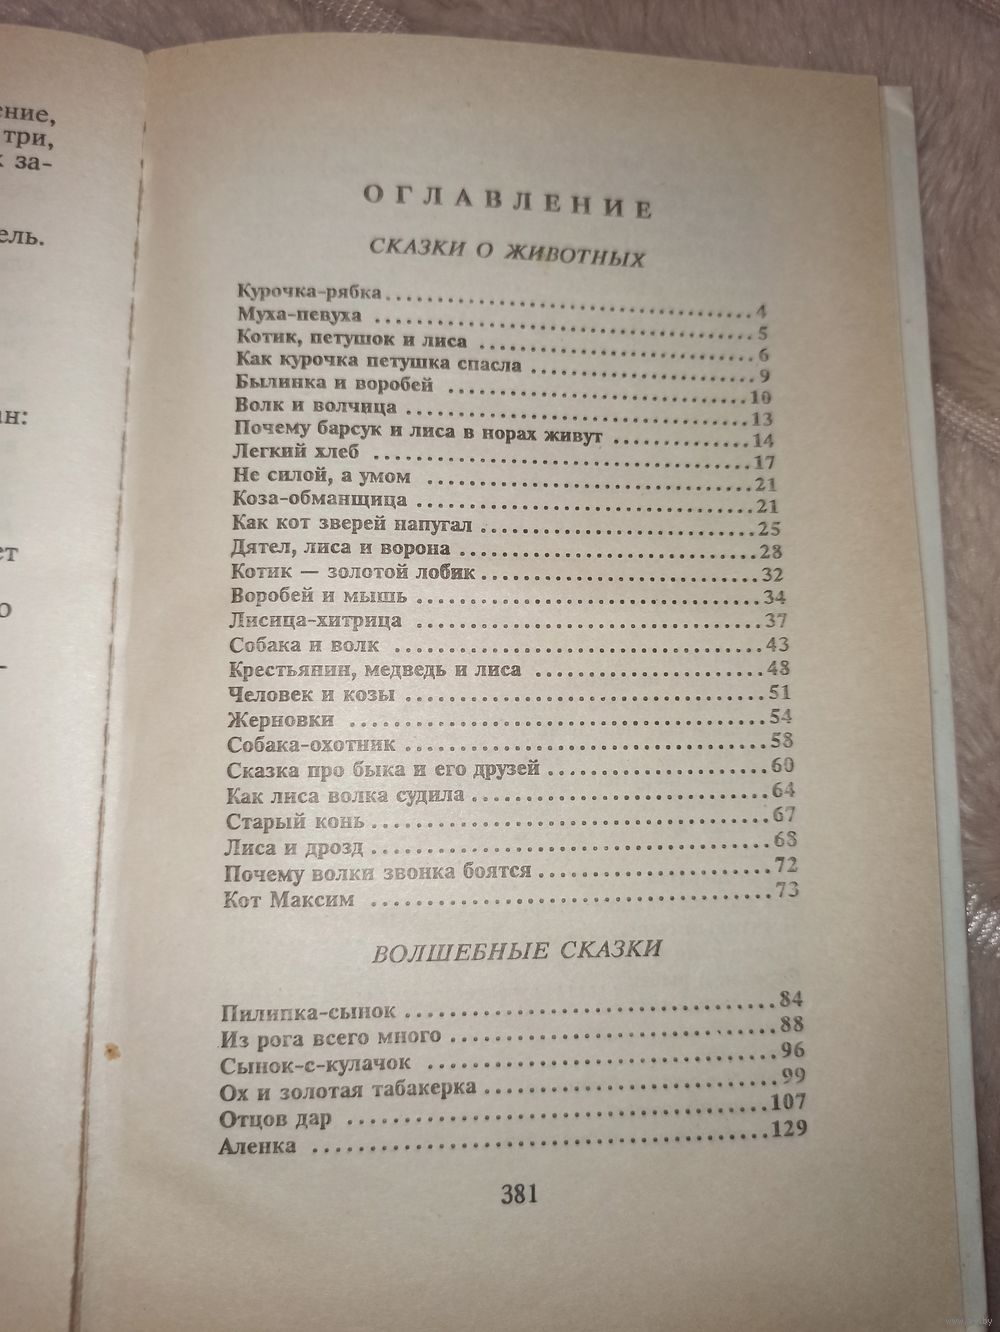 ение,
три,
к за-
ель.
ан:
ет
о
ОГЛАВЛЕНИЕ
СКАЗКИ О ЖИВОТНЫХ
Курочка-рябка 4
Муха-певуха 5
Котик, петушок и лиса 6
Как курочка петушка спасла 9
Былинка и воробей 10
Волк и волчица 13
Почему барсук и лиса в норах живут 14
Легкий хлеб 17
Не силой, а умом 21
Коза-обманщица 21
Как кот зверей напугал 25
Дятел, лиса и ворона 28
Котик — золотой лобик 32
Воробей и мышь 34
Лисица-хитрица 37
Собака и волк 43
Крестьянин, медведь и лиса 48
Человек и козы 51
Жерновки 54
Собака-охотник 58
Сказка про быка и его друзей 60
Как лиса волка судила 64
Старый конь 67
Лиса и дрозд 68
Почему волки звонка боятся 72
Кот Максим 73
ВОЛШЕБНЫЕ СКАЗКИ
Пилипка-сынок 84
Из рога всего много 88
Сынок-с-кулачок 96
Ох и золотая табакерка 99
Отцов дар 107
Аленка 129
381